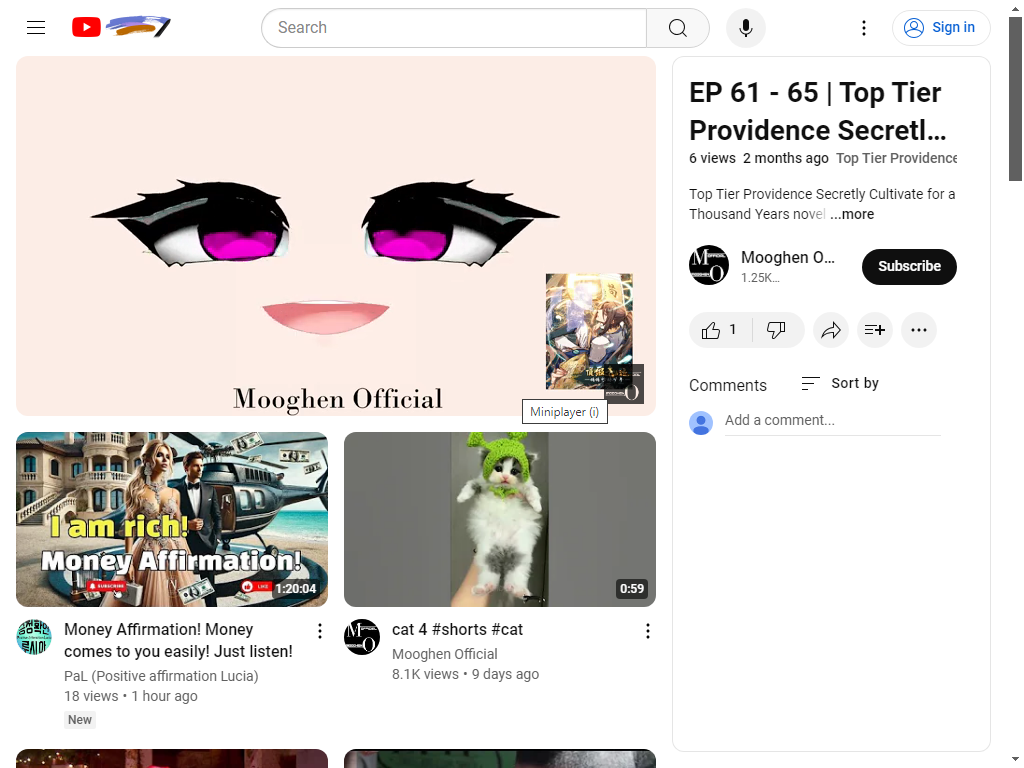 Search
Sign in
EP 61 - 65 | Top Tier
Providence Secretl...
6 views 2 months ago Top Tier Providence
Top Tier Providence Secretly Cultivate for a
Thousand Years novel ...more
Mooghen O...
1.25K...
Subscribe
1
Comments
Sort by
Add a comment...
Mooghen Official
Miniplayer (i)
I am rich!
Money Affirmation!
SUBSCRIBE
LIKE
1:20:04
Money Affirmation! Money
comes to you easily! Just listen!
PaL (Positive affirmation Lucia)
18 views • 1 hour ago
New
0:59
cat 4 #shorts #cat
Mooghen Official
8.1K views • 9 days ago